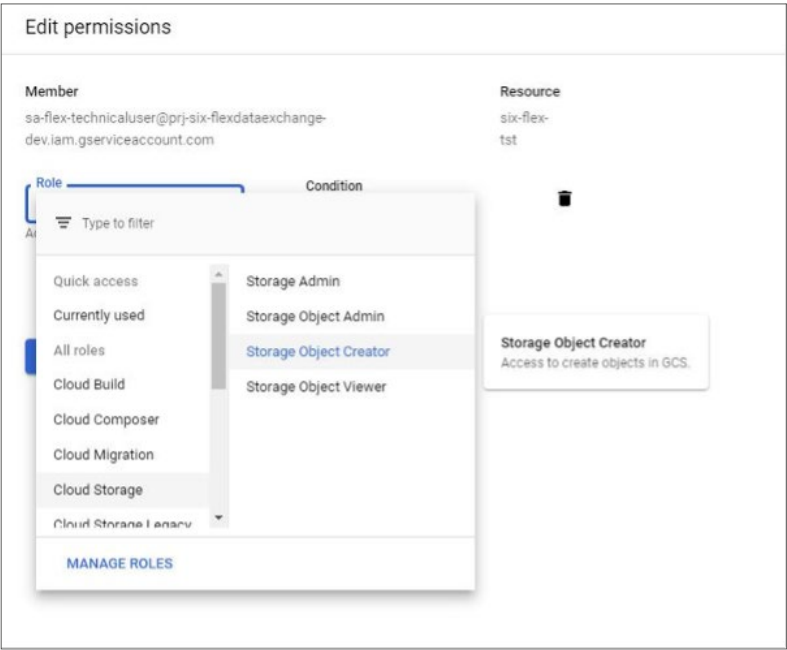 Edit permissions
Member
Resource
sa-flex-technicaluser@prj-six-flexdataexchange-
dev.iam.gserviceaccount.com
six-flex-
tst
Role
Condition
Type to filter
Quick access
Currently used
All roles
Cloud Build
Cloud Composer
Cloud Migration
Cloud Storage
Cloud Storage Legacy
Storage Admin
Storage Object Admin
Storage Object Creator
Storage Object Viewer
Storage Object Creator
Access to create objects in GCS.
MANAGE ROLES